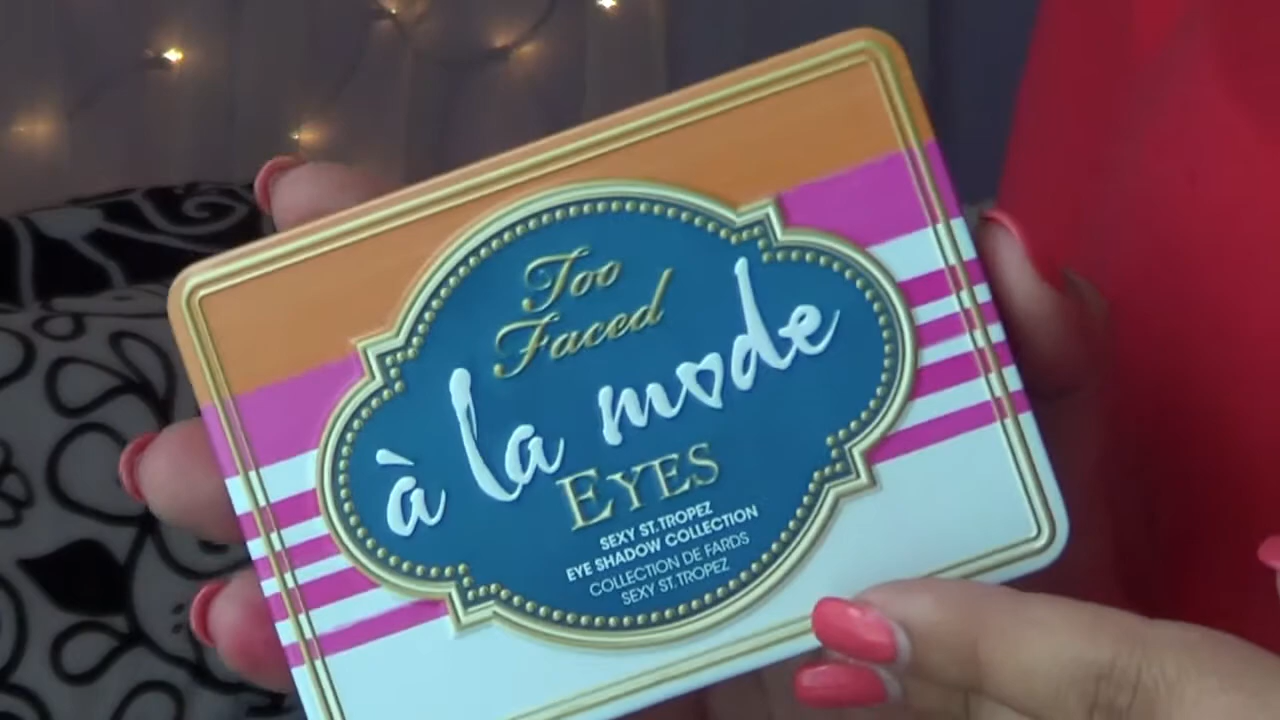 Too
Faced
à la mode
EYES
SEXY ST. TROPEZ
EYE SHADOW COLLECTION
COLLECTION DE FARDS
SEXY ST. TROPEZ